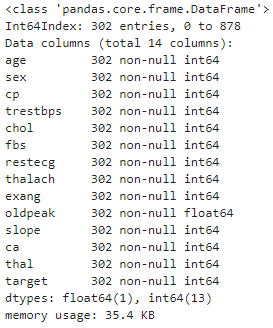 <class 'pandas.core.frame.DataFrame'>
Int64Index: 302 entries, 0 to 878
Data columns (total 14 columns):
age         302 non-null int64
sex         302 non-null int64
cp          302 non-null int64
trestbps    302 non-null int64
chol        302 non-null int64
fbs         302 non-null int64
restecg     302 non-null int64
thalach     302 non-null int64
exang       302 non-null int64
oldpeak     302 non-null float64
slope       302 non-null int64
ca          302 non-null int64
thal        302 non-null int64
target      302 non-null int64
dtypes: float64(1), int64(13)
memory usage: 35.4 KB